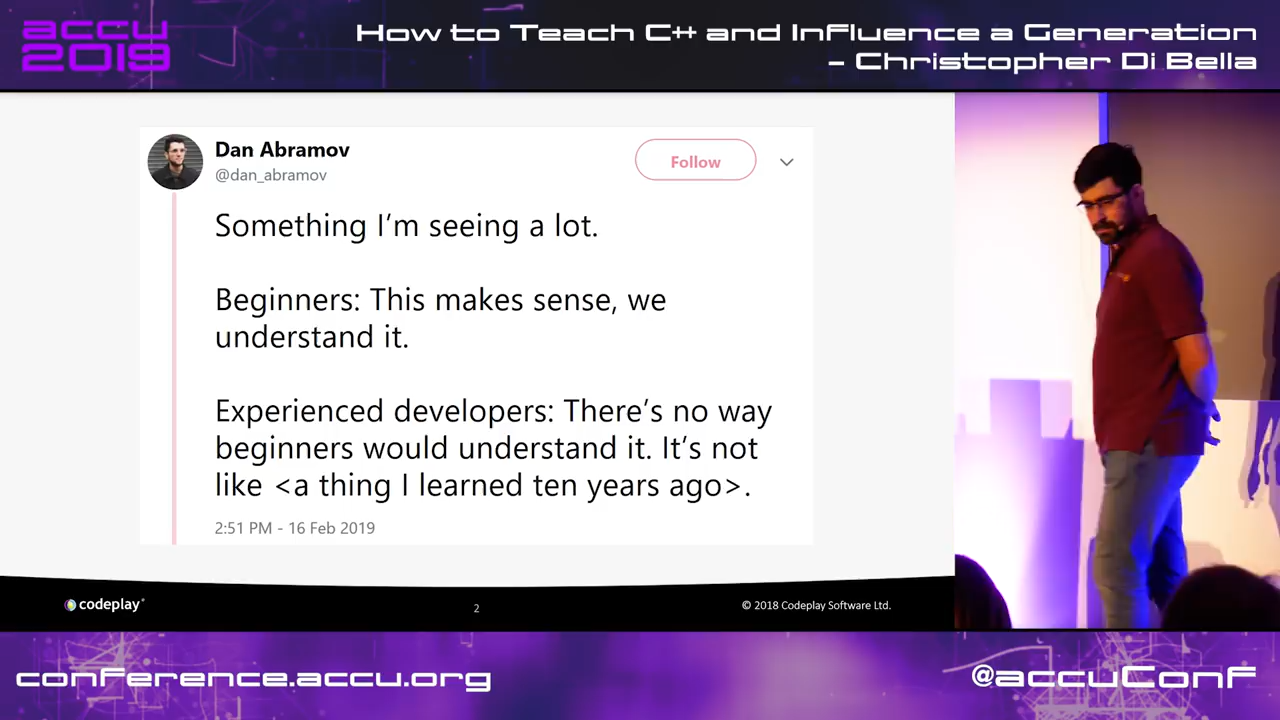 accu
2019
How to Teach C++ and Influence a Generation
- Christopher Di Bella
Dan Abramov
@dan_abramov
Follow
Something I'm seeing a lot.
Beginners: This makes sense, we
understand it.
Experienced developers: There's no way
beginners would understand it. It's not
like <a thing I learned ten years ago>.
2:51 PM - 16 Feb 2019
codeplay®
2
© 2018 Codeplay Software Ltd.
conference.accu.org
@accuConf